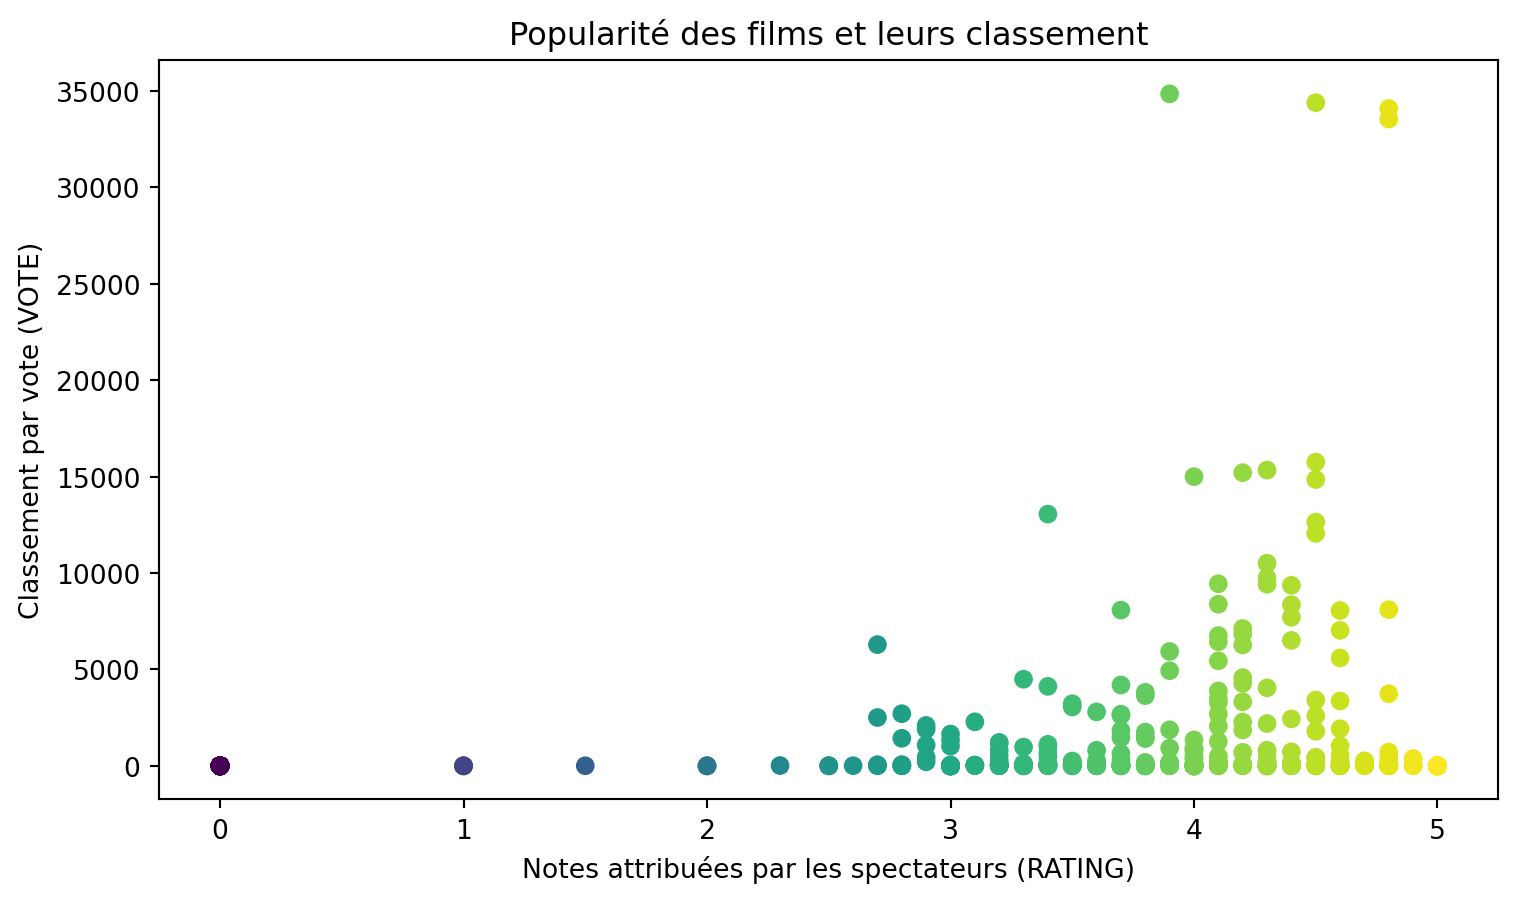 Popularité des films et leurs classement
Classement par vote (VOTE)
35000
30000
25000
20000
15000
10000
5000
0
0 1 2 3 4 5
Notes attribuées par les spectateurs (RATING)